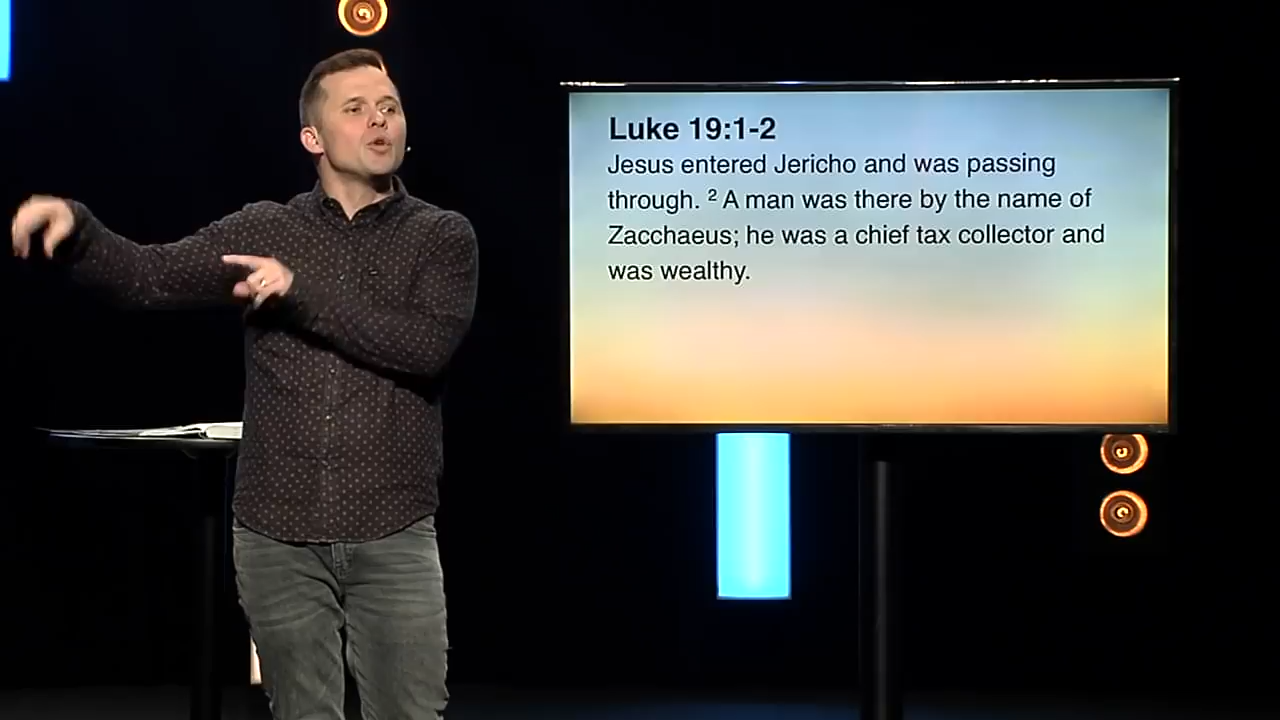 Luke 19:1-2
Jesus entered Jericho and was passing
through. ² A man was there by the name of
Zacchaeus; he was a chief tax collector and
was wealthy.